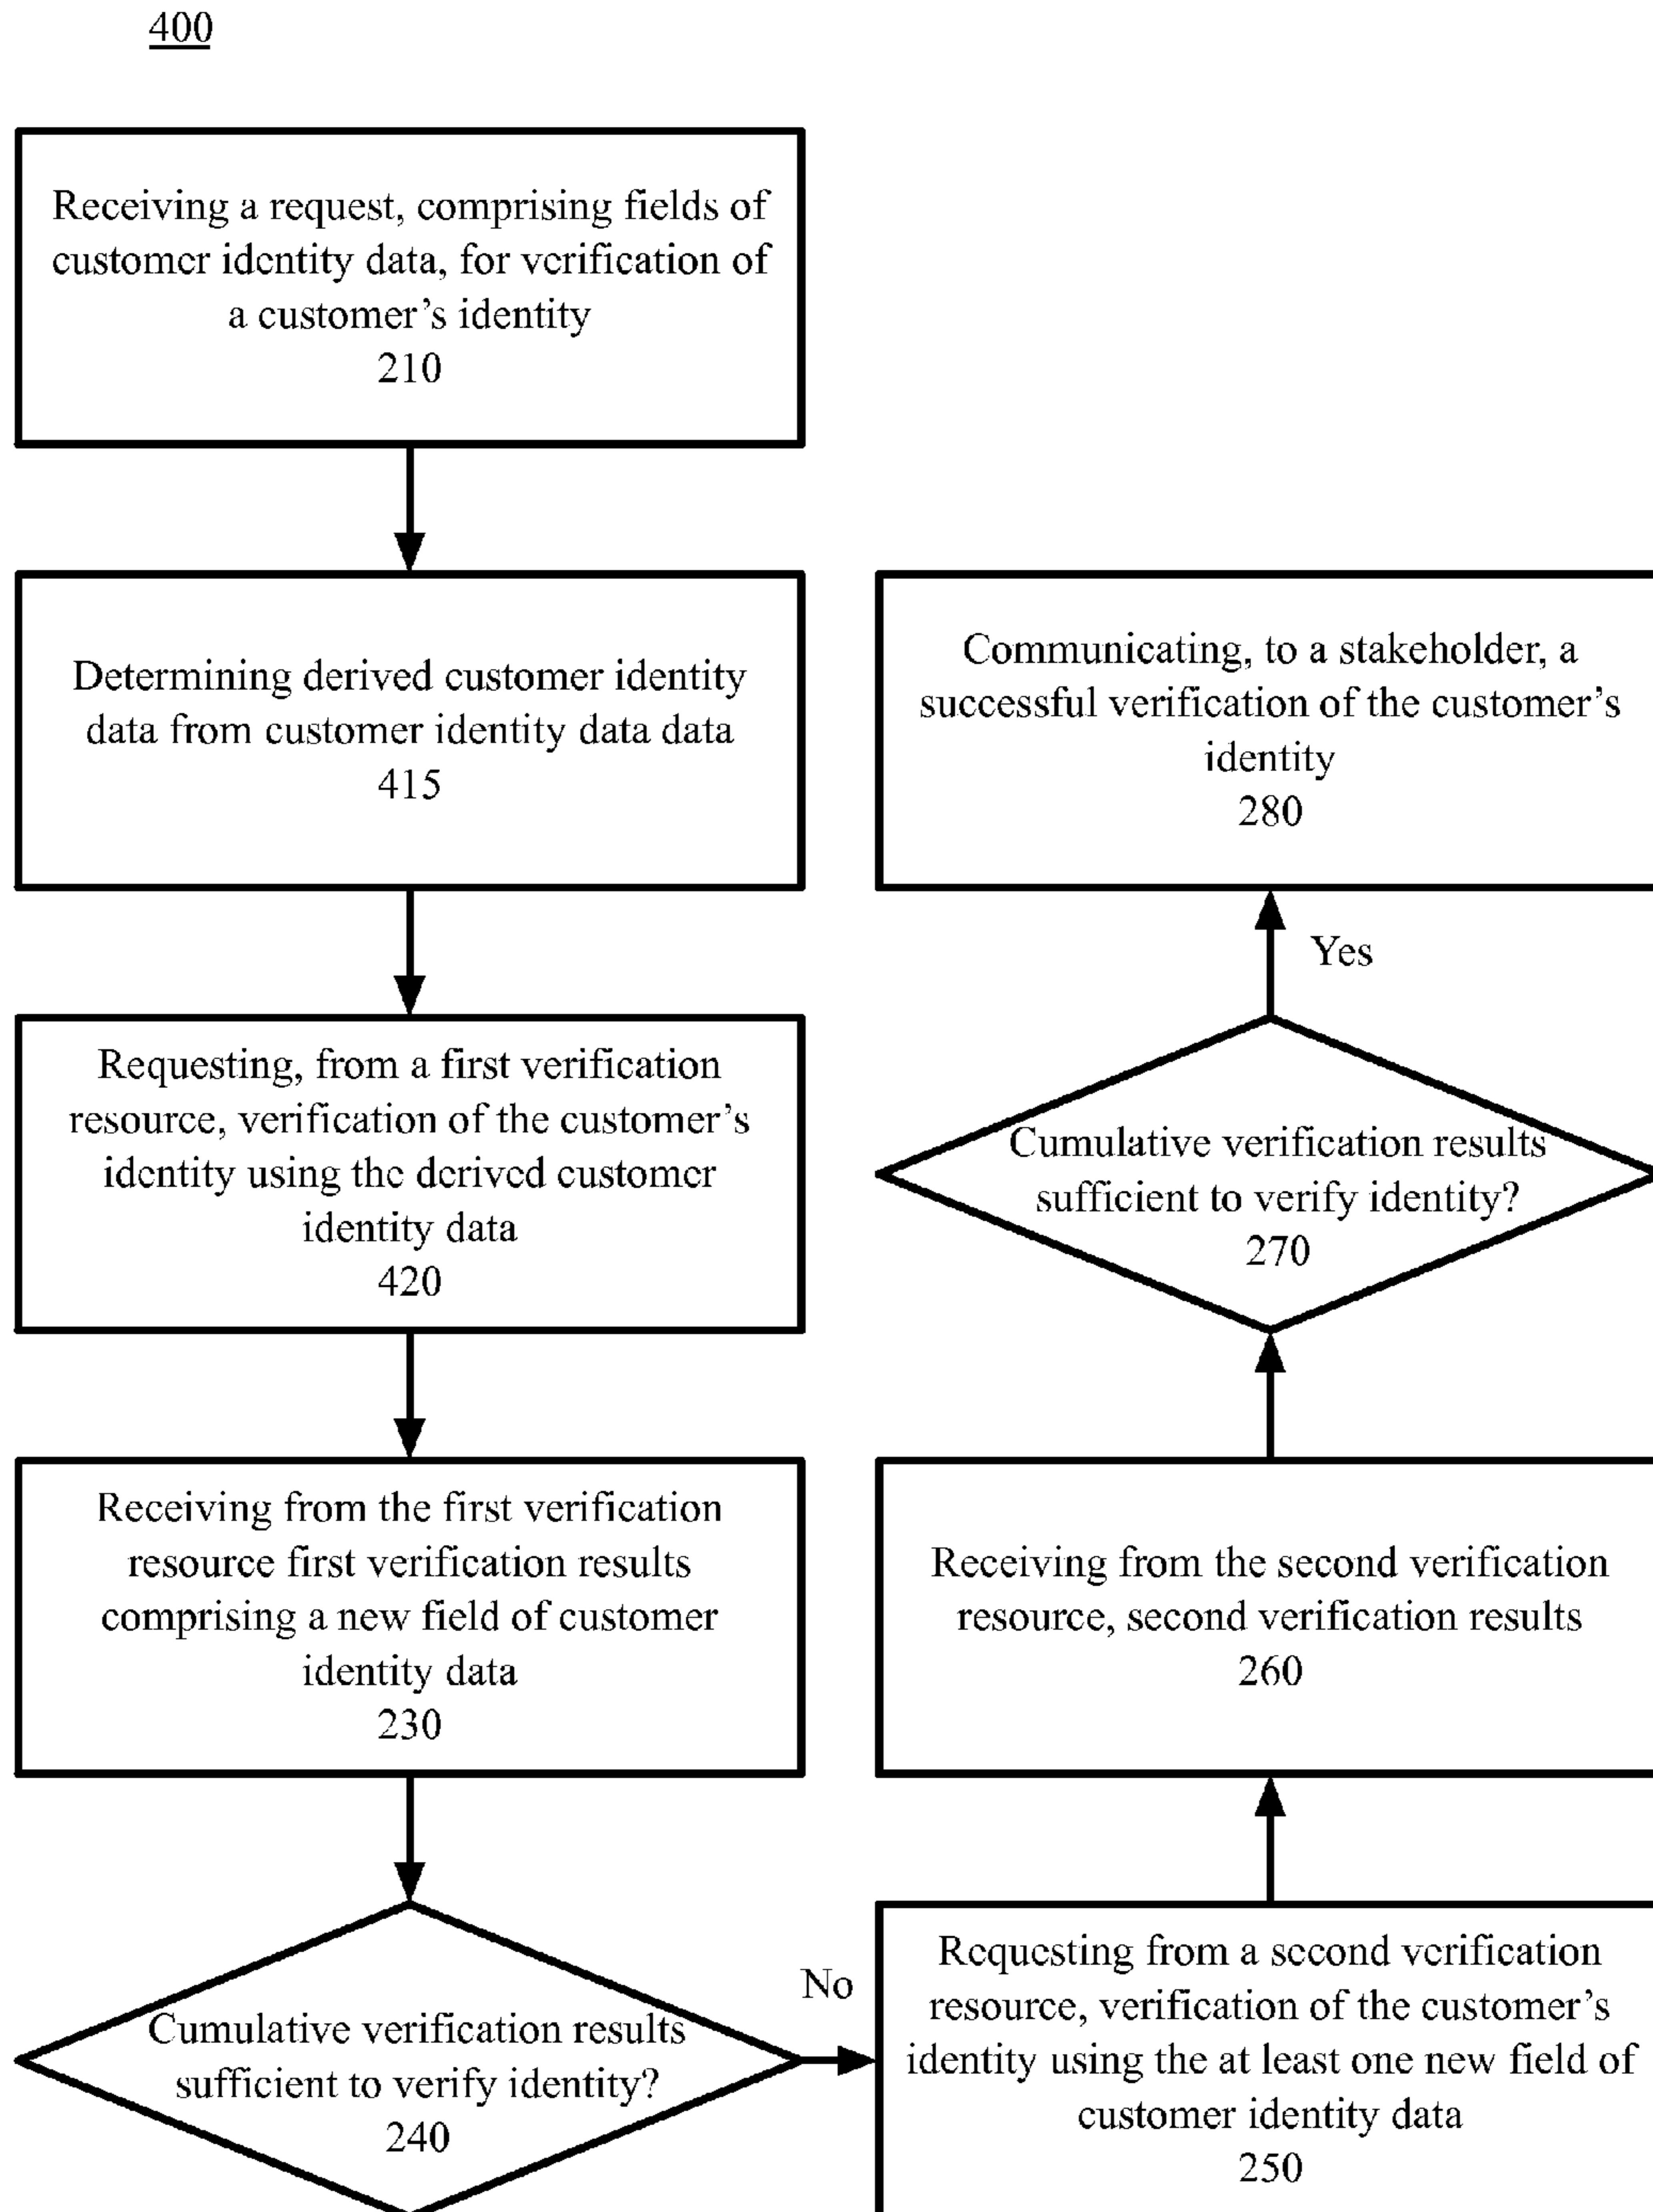 400
Receiving a request, comprising fields of
customer identity data, for verification of
a customer's identity
210
Determining derived customer identity
data from customer identity data data
415
Requesting, from a first verification
resource, verification of the customer's
identity using the derived customer
identity data
420
Receiving from the first verification
resource first verification results
comprising a new field of customer
identity data
230
Cumulative verification results
sufficient to verify identity?
240
No
Requesting from a second verification
resource, verification of the customer's
identity using the at least one new field of
customer identity data
250
Receiving from the second verification
resource, second verification results
260
Cumulative verification results
sufficient to verify identity?
270
Yes
Communicating, to a stakeholder, a
successful verification of the customer's
identity
280